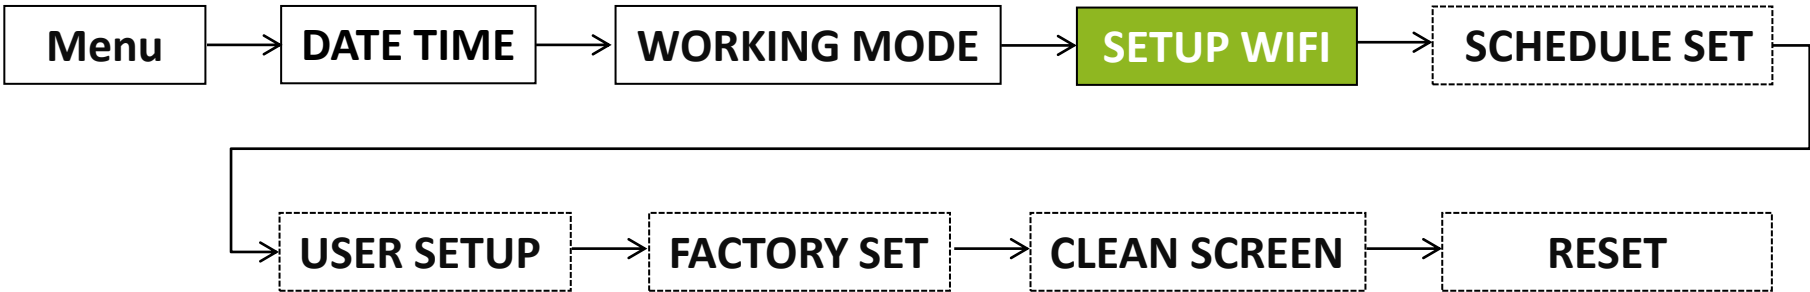 Menu
DATE TIME
WORKING MODE
SETUP WIFI
SCHEDULE SET
USER SETUP
FACTORY SET
CLEAN SCREEN
RESET